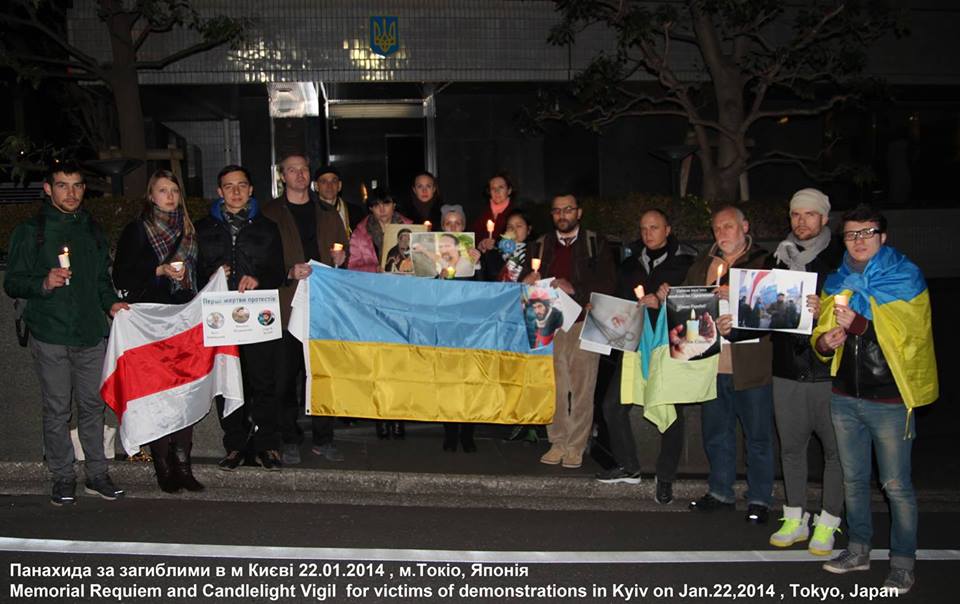 Перші жертви протестів
Панахида за загиблими в м Києві 22.01.2014 , м.Токіо, Японія
Memorial Requiem and Candlelight Vigil for victims of demonstrations in Kyiv on Jan.22,2014 , Tokyo, Japan